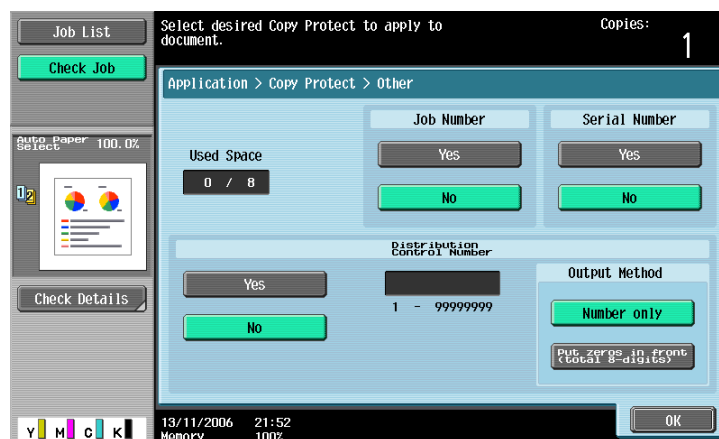 Job List
Check Job
Select desired Copy Protect to apply to
document.
Copies:
1
Application > Copy Protect > Other
Auto Paper
Select
100.0%
1 2
Check Details
Used Space
0 / 8
Job Number
Yes
No
Serial Number
Yes
No
Distribution
Control Number
Yes
No
1 - 99999999
Output Method
Number only
Put zeros in front
(total 8-digits)
Y M C K
13/11/2006 21:52
Memory 100%
OK